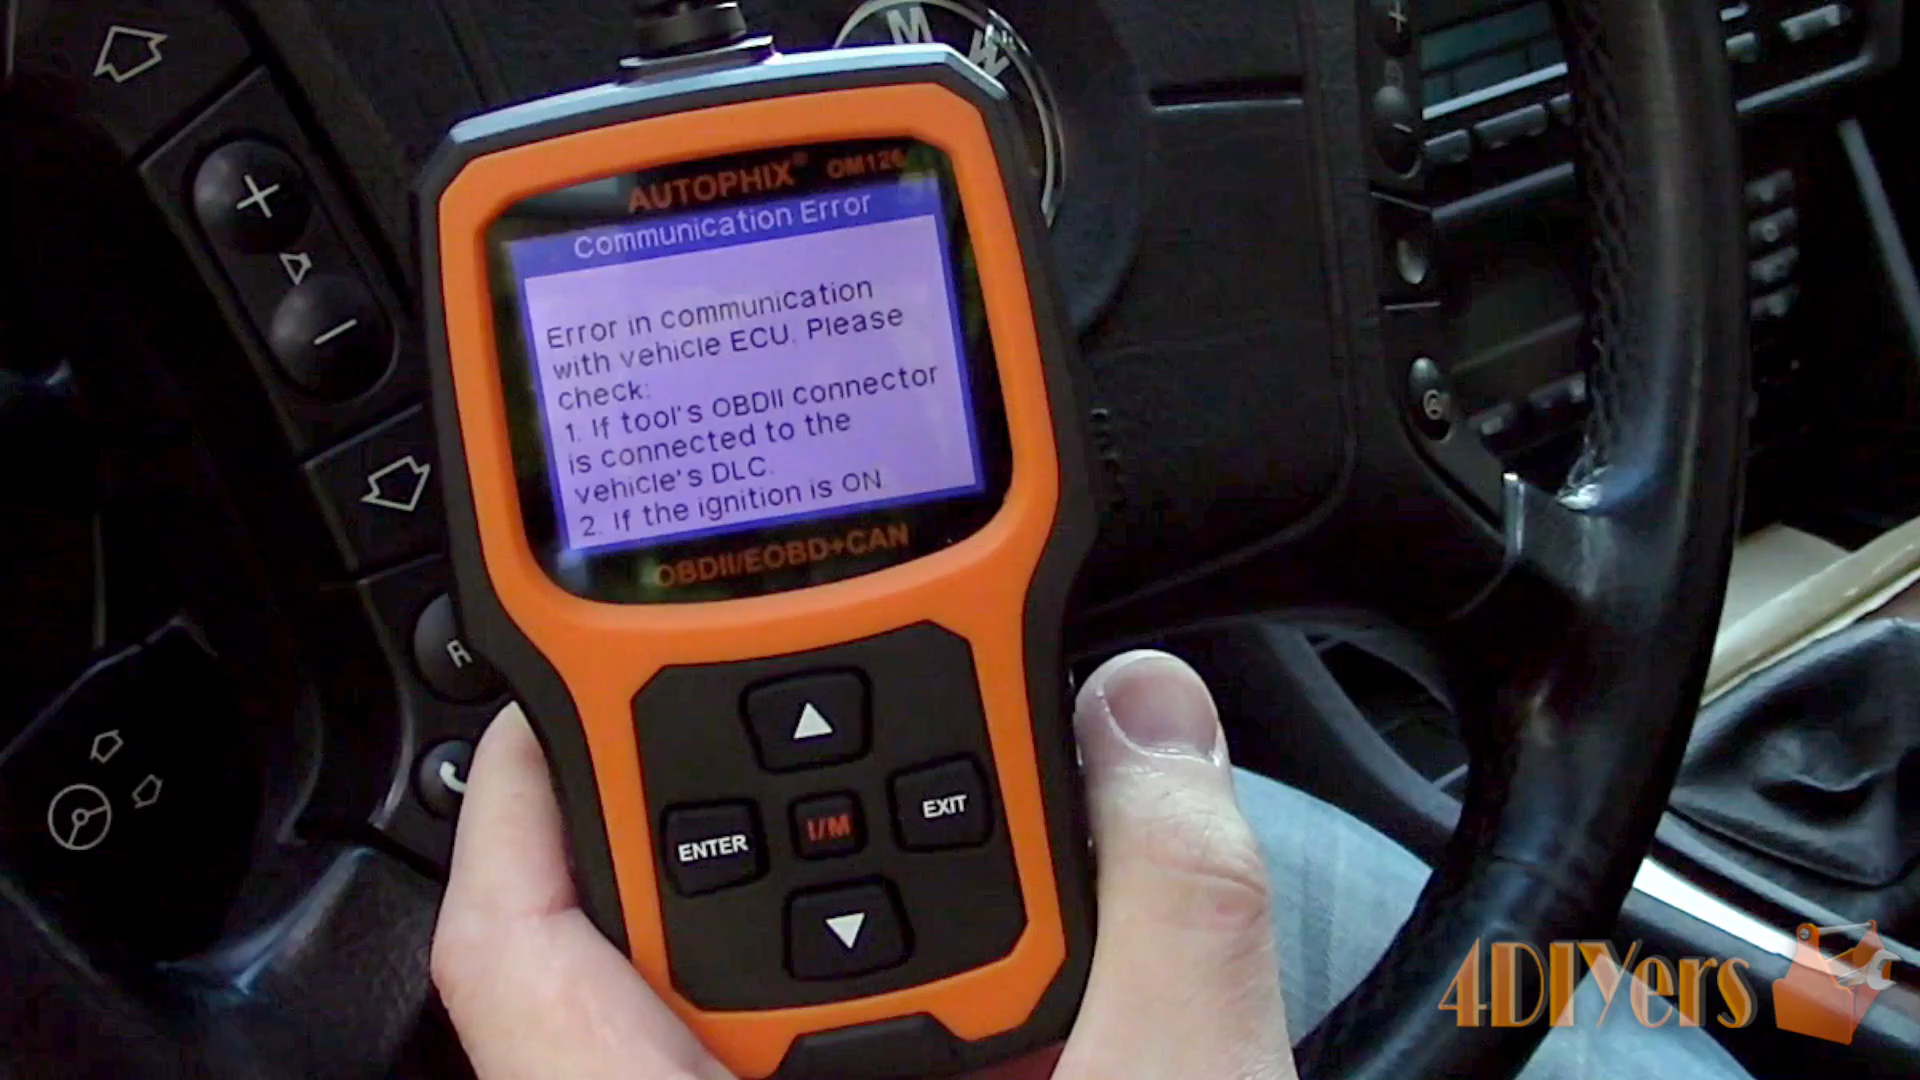 M
AUTOPHIX® OM126
Communication Error
Error in communication
with vehicle ECU. Please
check:
1. If tool's OBDII connector
is connected to the
vehicle's DLC.
2. If the ignition is ON
OBDII/EOBD+CAN
R
ENTER
I/M
EXIT
4DIYers